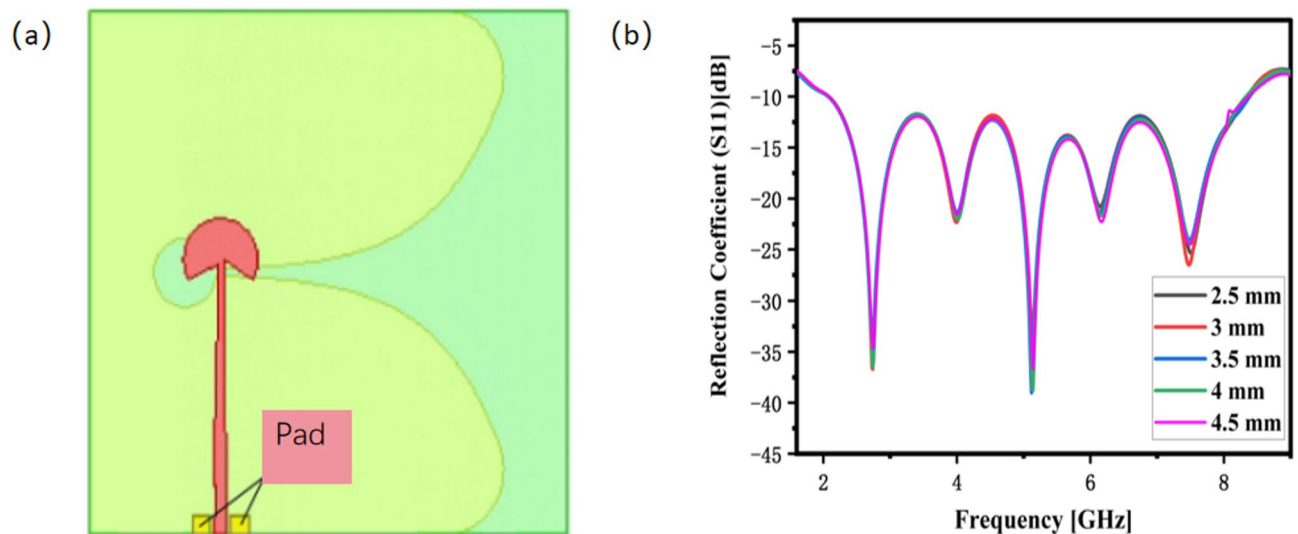 (a)
Pad
(b)
Reflection Coefficient (S11)[dB]
-5
-10
-15
-20
-25
-30
-35
-40
-45
2 4 6 8
Frequency [GHz]
2.5 mm
3 mm
3.5 mm
4 mm
4.5 mm